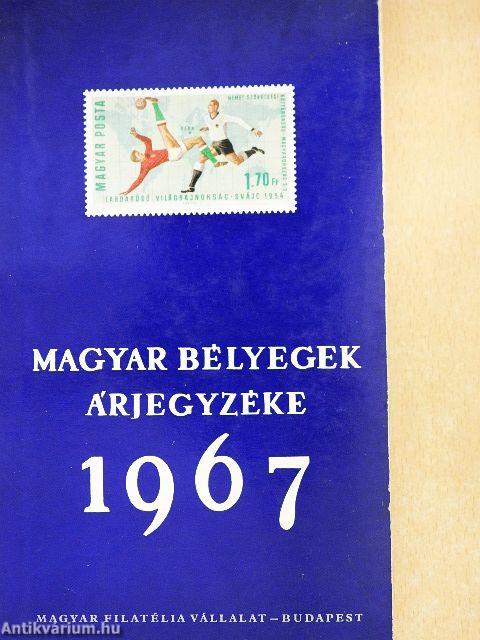 MAGYAR POSTA
BERN
1.70 Ft
LABDARÚGÓ VILÁGBAJNOKSÁG - SVÁJC 1954
MAGYAR BÉLYEGEK
ÁRJEGYZÉKE
1967
MAGYAR FILATÉLIA VÁLLALAT – BUDAPEST
Antikvarium.hu